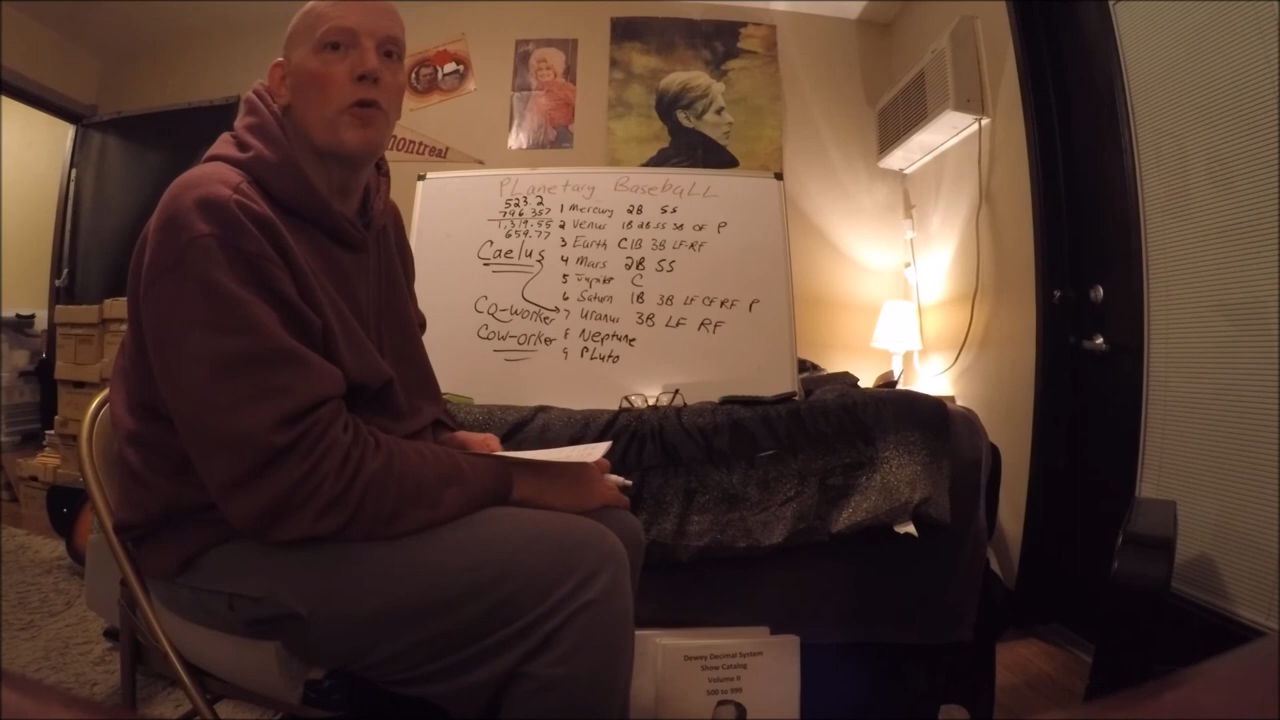 Montreal
PLanetary BasebaLL
523.2
796.357
1,319.55
659.77
1 Mercury 2B SS
2 Venus 1B 2B SS 3B CF P
3 Earth C 1B 3B LF-RF
4 Mars 2B SS
5 Jupiter C
6 Saturn 1B 3B LF CF RF P
7 Uranus 3B LF RF
8 Neptune
9 PLuto
Caelus
Co-worker
Cow-orker
Dewey Decimal System
Show Catalog
Volume II
500 to 999